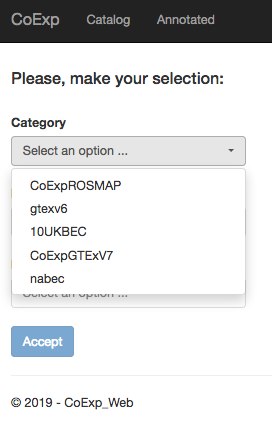 CoExp Catalog Annotated
Please, make your selection:
Category
Select an option ...
CoExpROSMAP
gtexv6
10UKBEC
CoExpGTExV7
nabec
Select an option ...
Accept
© 2019 - CoExp_Web